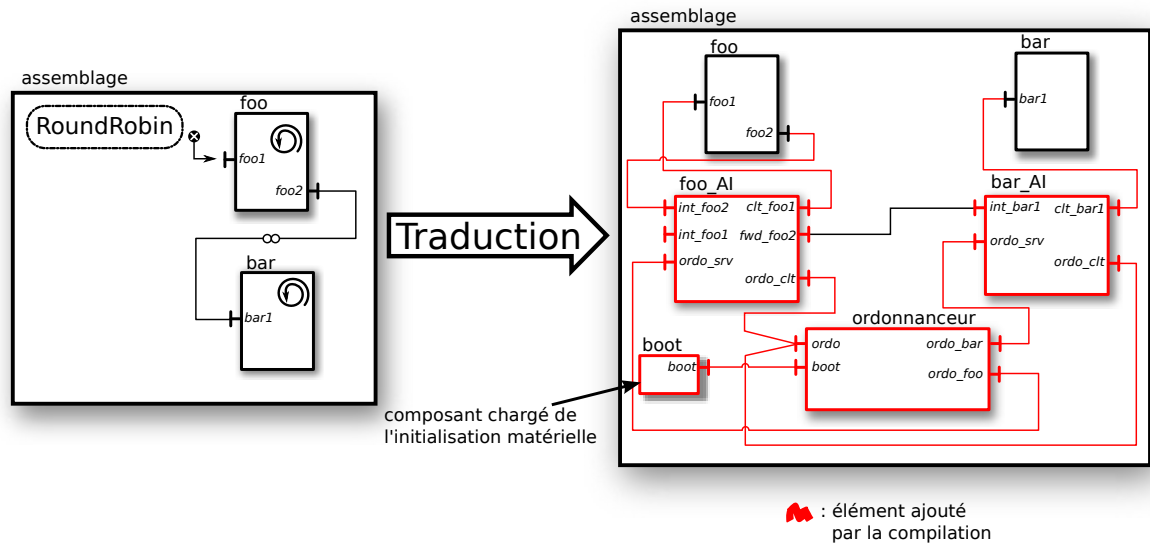 assemblage
RoundRobin
foo
foo1
foo2
bar
bar1
Traduction
assemblage
foo
foo1
foo2
bar
bar1
foo_AI
int_foo2 clt_foo1
int_foo1 fwd_foo2
ordo_srv
ordo_clt
bar_AI
int_bar1 clt_bar1
ordo_srv
ordo_clt
boot
boot
ordonnanceur
ordo ordo_bar
boot
ordo_foo
composant chargé de
l'initialisation matérielle
: élément ajouté
par la compilation